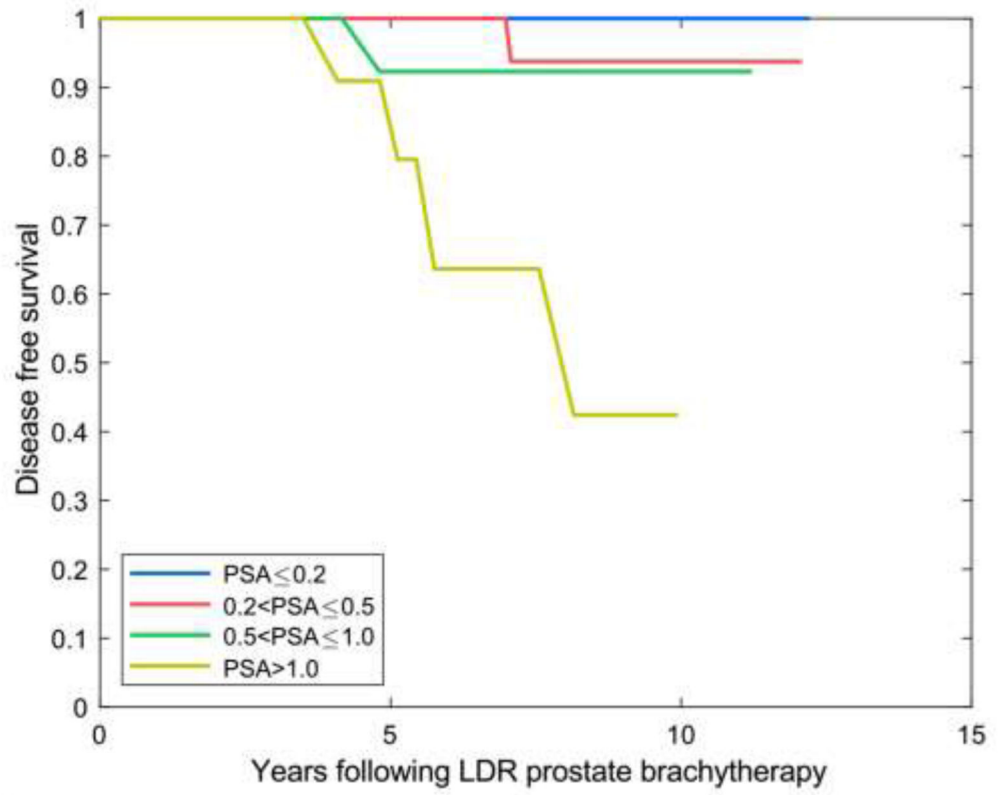 1
0.9
0.8
0.7
0.6
0.5
0.4
0.3
0.2
0.1
0
Disease free survival
PSA≤0.2
0.2<PSA≤0.5
0.5<PSA≤1.0
PSA>1.0
0 5 10 15
Years following LDR prostate brachytherapy